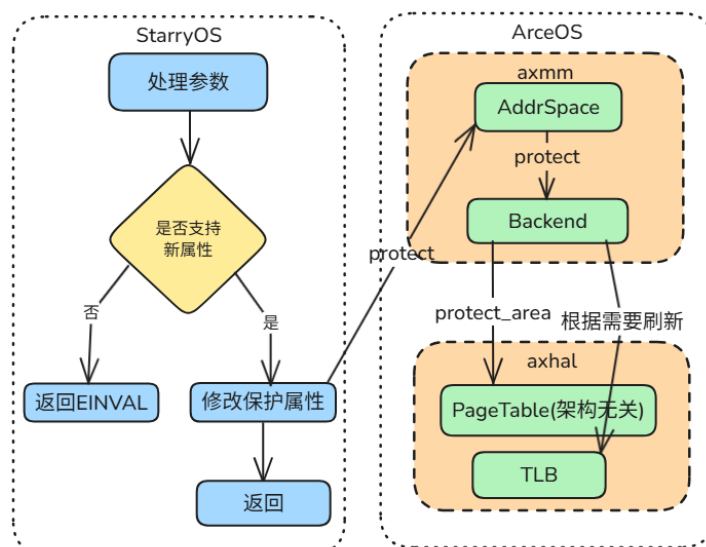 StarryOS
处理参数
是否支持
新属性
否
是
返回EINVAL
修改保护属性
返回
protect
ArceOS
axmm
AddrSpace
protect
Backend
protect_area
根据需要刷新
axhal
PageTable(架构无关)
TLB